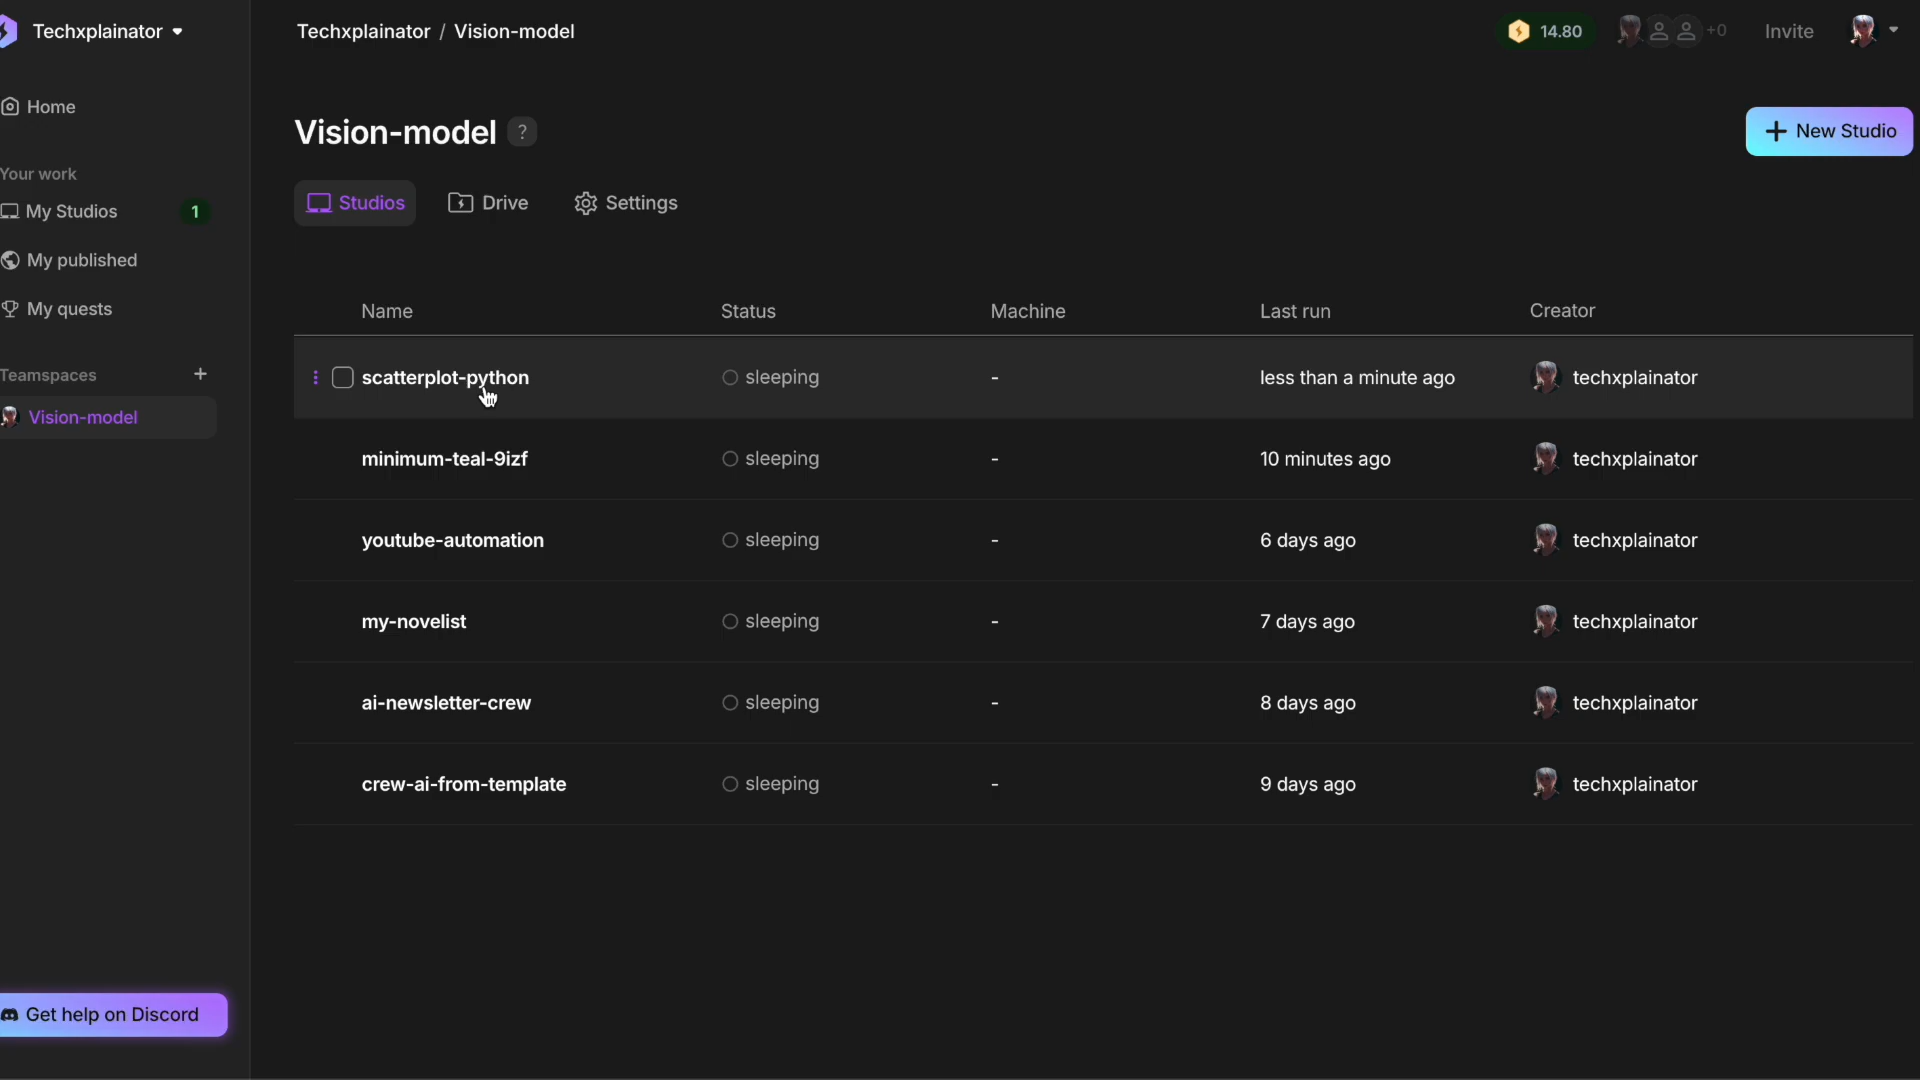 Techxplainator
Techxplainator / Vision-model
14.80
+0
Invite
Home
Your work
My Studios
1
My published
My quests
Teamspaces
+
Vision-model
Get help on Discord
Vision-model ?
+ New Studio
Studios
Drive
Settings
Name Status Machine Last run Creator
scatterplot-python sleeping - less than a minute ago techxplainator
minimum-teal-9izf sleeping - 10 minutes ago techxplainator
youtube-automation sleeping - 6 days ago techxplainator
my-novelist sleeping - 7 days ago techxplainator
ai-newsletter-crew sleeping - 8 days ago techxplainator
crew-ai-from-template sleeping - 9 days ago techxplainator